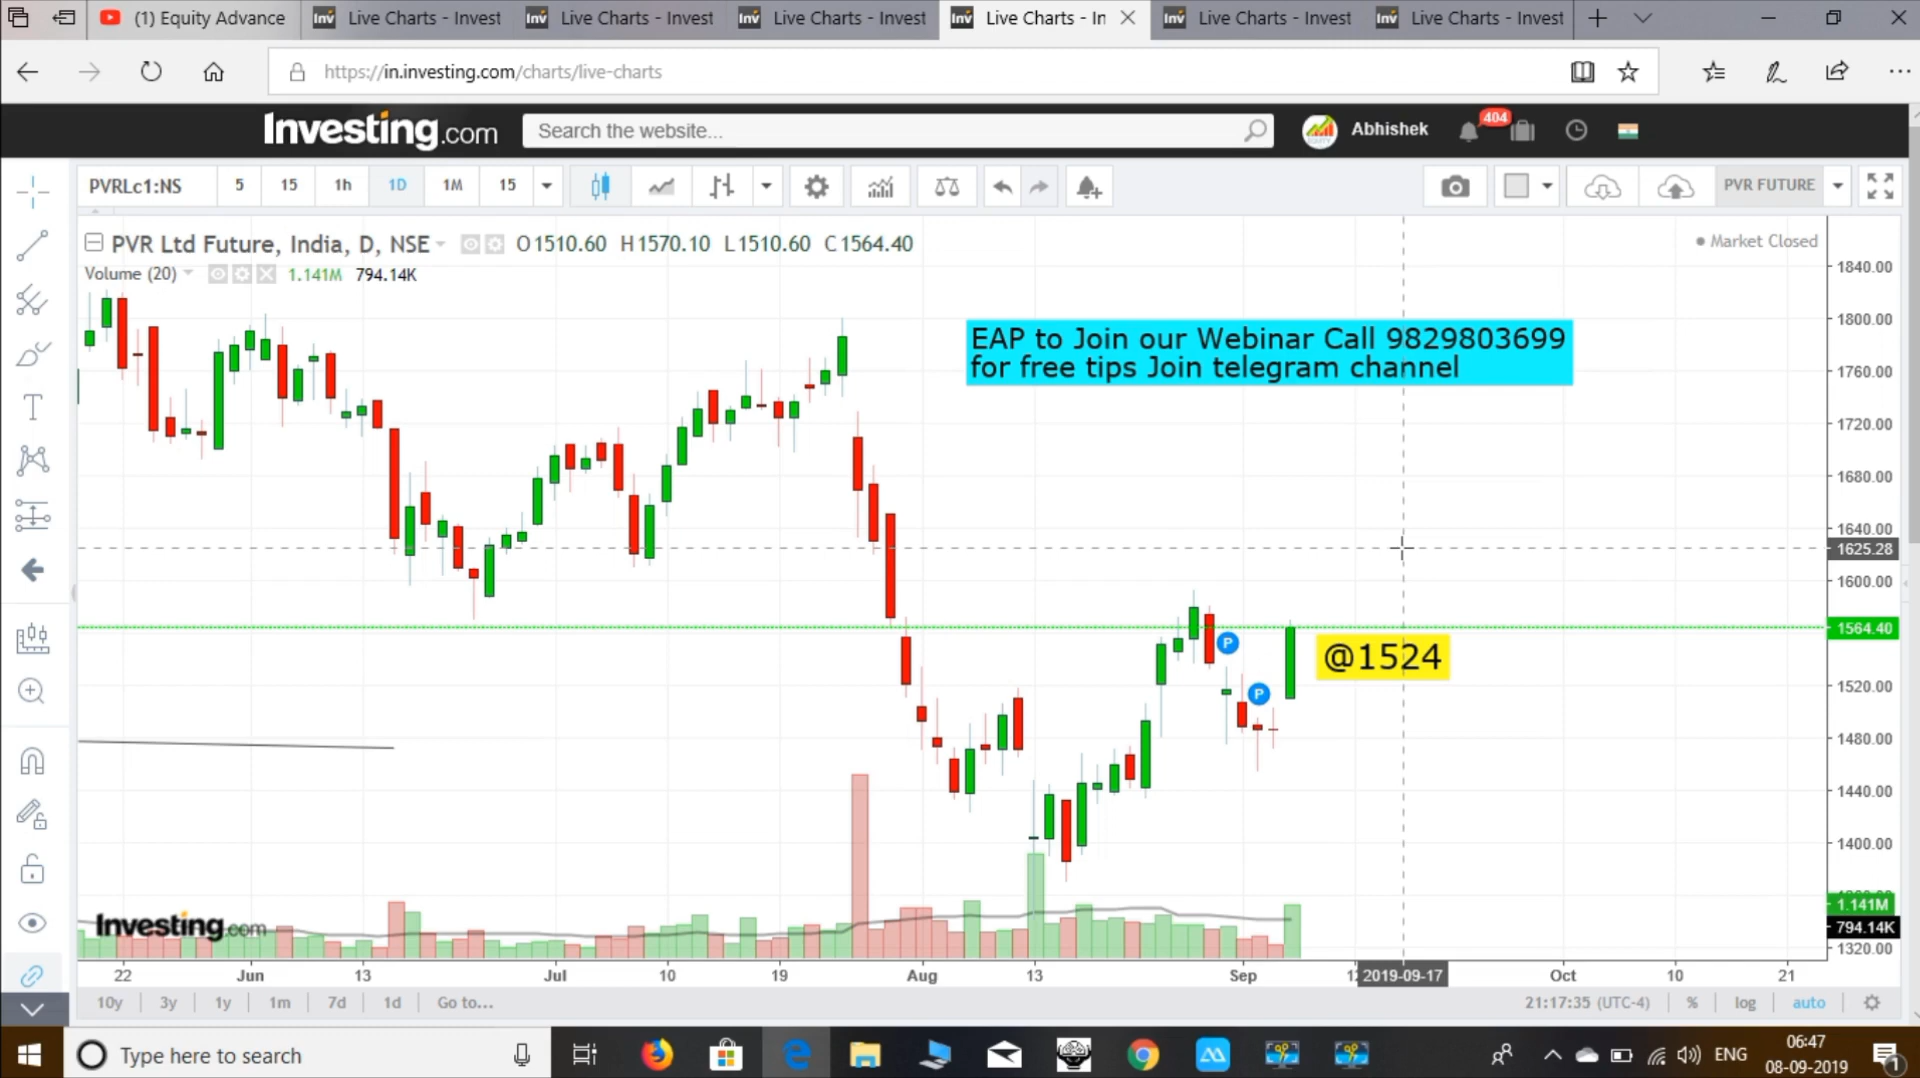 (1) Equity Advance
Live Charts - Invest
Live Charts - Invest
Live Charts - Invest
Live Charts - In
Live Charts - Invest
Live Charts - Invest
https://in.investing.com/charts/live-charts
Investing.com
Search the website...
Abhishek
404
PVRLc1:NS
5
15
1h
1D
1M
15
PVR FUTURE
PVR Ltd Future, India, D, NSE
O1510.60 H1570.10 L1510.60 C1564.40
Market Closed
Volume (20)
1.141M 794.14K
EAP to Join our Webinar Call 9829803699
for free tips Join telegram channel
@1524
P
P
1840.00
1800.00
1760.00
1720.00
1680.00
1640.00
1625.28
1600.00
1564.40
1520.00
1480.00
1440.00
1400.00
1.141M
794.14K
1320.00
Investing.com
22 Jun 13 Jul 10 19 Aug 13 Sep 2019-09-17 Oct 10 21
10y 3y 1y 1m 7d 1d Go to...
21:17:35 (UTC-4) % log auto
Type here to search
ENG
06:47
08-09-2019
1